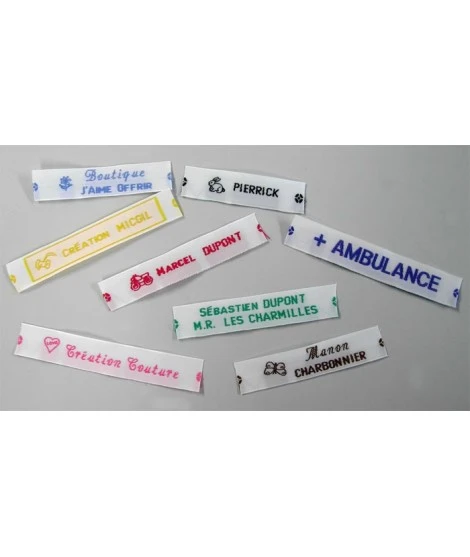 Boutique
J'AIME OFFRIR
PIERRICK
CRÉATION MICGIL
MARCEL DUPONT
+ AMBULANCE
SÉBASTIEN DUPONT
M.R. LES CHARMILLES
Création Couture
Manon
CHARBONNIER